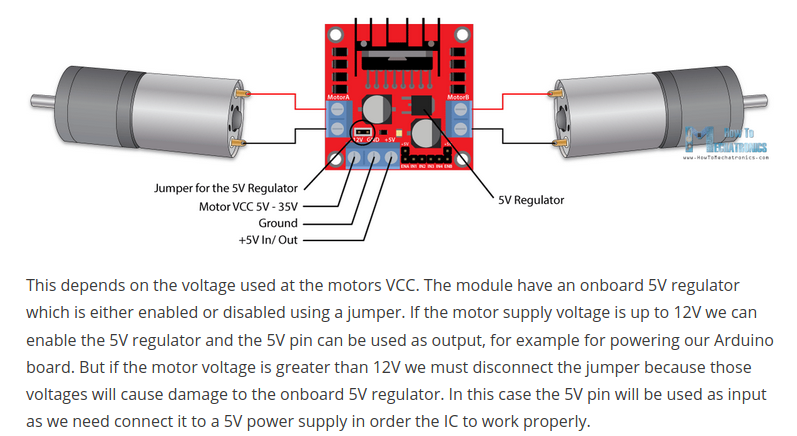 MotorA
MotorB
12V GND +5V
+5V
+5V
ENA IN1 IN2 IN3 IN4 ENB
HOW TO
MECHATRONICS
www.HowToMechatronics.com
Jumper for the 5V Regulator
Motor VCC 5V - 35V
Ground
+5V In/ Out
5V Regulator
This depends on the voltage used at the motors VCC. The module have an onboard 5V regulator
which is either enabled or disabled using a jumper. If the motor supply voltage is up to 12V we can
enable the 5V regulator and the 5V pin can be used as output, for example for powering our Arduino
board. But if the motor voltage is greater than 12V we must disconnect the jumper because those
voltages will cause damage to the onboard 5V regulator. In this case the 5V pin will be used as input
as we need connect it to a 5V power supply in order the IC to work properly.